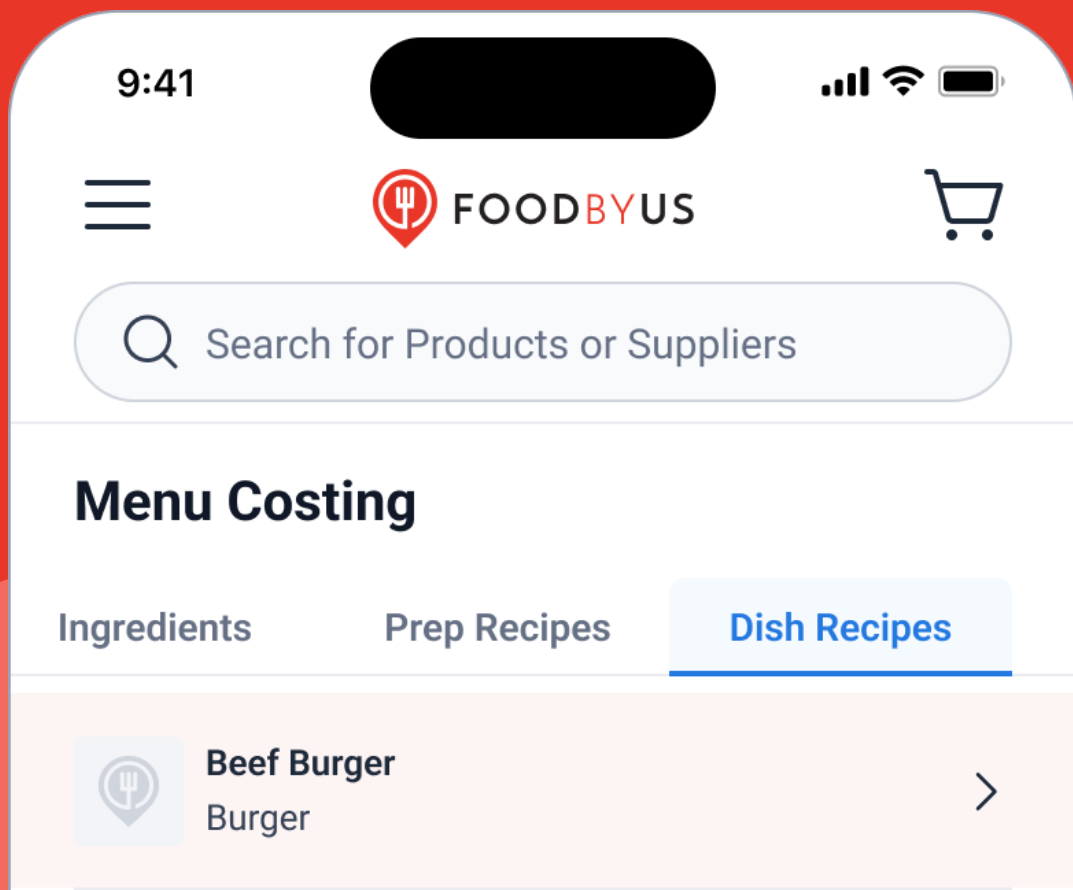 9:41
FOODBYUS
Search for Products or Suppliers
Menu Costing
Ingredients Prep Recipes Dish Recipes
Beef Burger
Burger